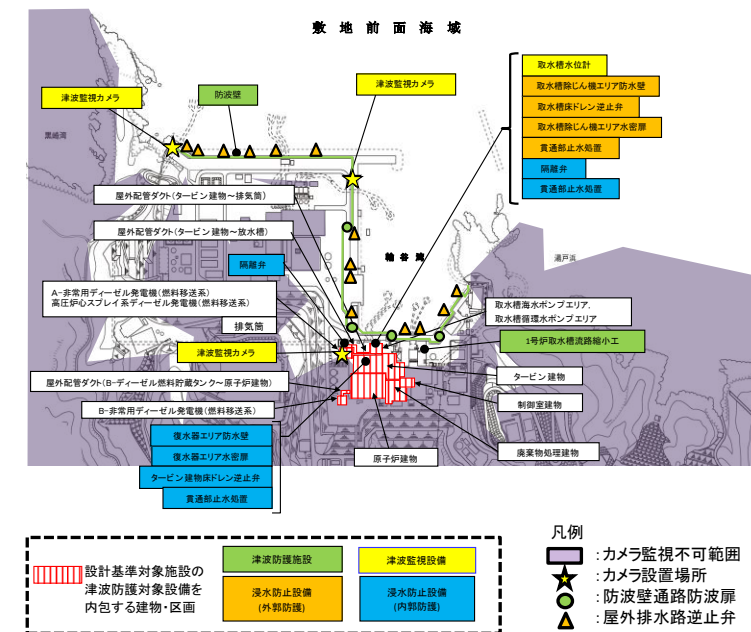 敷地前面海域
津波監視カメラ
防波壁
津波監視カメラ
取水槽水位計
取水槽除じん機エリア防水壁
取水槽床ドレン逆止弁
取水槽除じん機エリア水密扉
貫通部止水処置
隔離弁
貫通部止水処置
屋外配管ダクト(タービン建物～排気筒)
屋外配管ダクト(タービン建物～放水槽)
輪谷湾
隔離弁
A-非常用ディーゼル発電機(燃料移送系)
高圧炉心スプレイ系ディーゼル発電機(燃料移送系)
排気筒
津波監視カメラ
屋外配管ダクト(B-ディーゼル燃料貯蔵タンク～原子炉建物)
B-非常用ディーゼル発電機(燃料移送系)
取水槽海水ポンプエリア,
取水槽循環水ポンプエリア
1号炉取水槽流路縮小工
タービン建物
制御室建物
廃棄物処理建物
原子炉建物
復水器エリア防水壁
復水器エリア水密扉
タービン建物床ドレン逆止弁
貫通部止水処置
設計基準対象施設の
津波防護対象設備を
内包する建物・区画
津波防護施設
津波監視設備
浸水防止設備
(外郭防護)
浸水防止設備
(内郭防護)
凡例
:カメラ監視不可範囲
:カメラ設置場所
:防波壁通路防波扉
:屋外排水路逆止弁